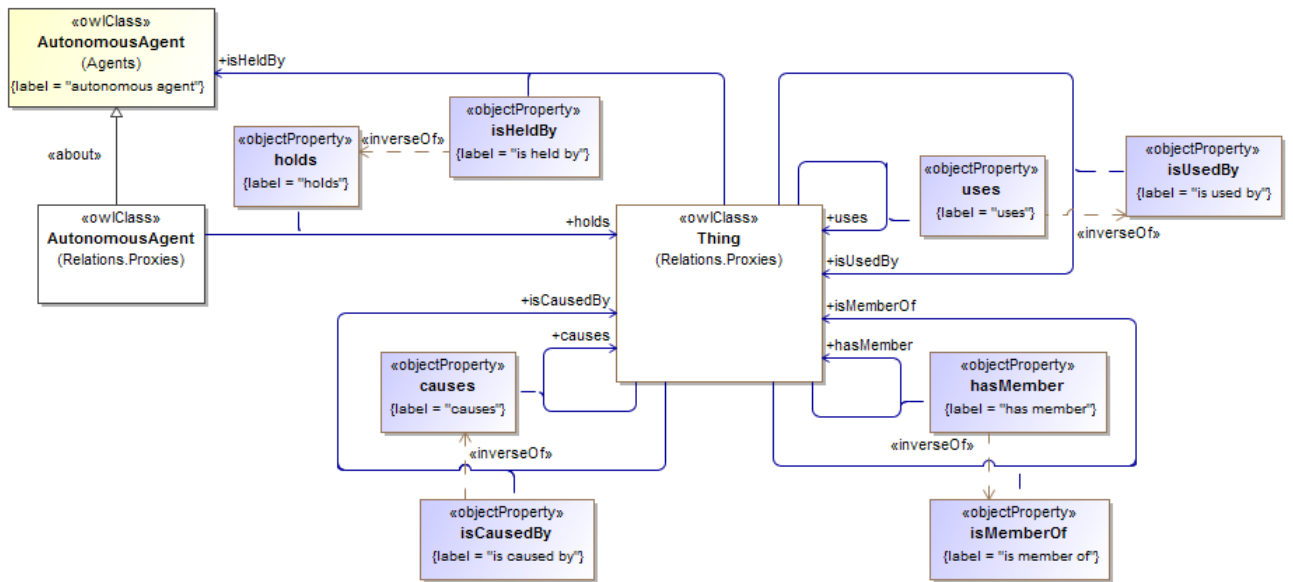 «owlClass»
AutonomousAgent
(Agents)
{label = "autonomous agent"}
+isHeldBy
«objectProperty»
isHeldBy
{label = "is held by"}
«inverseOf»
«objectProperty»
holds
{label = "holds"}
«about»
«owlClass»
AutonomousAgent
(Relations.Proxies)
+holds
«owlClass»
Thing
(Relations.Proxies)
+uses
«objectProperty»
uses
{label = "uses"}
«objectProperty»
isUsedBy
{label = "is used by"}
«inverseOf»
+isUsedBy
+isCausedBy
+causes
+isMemberOf
+hasMember
«objectProperty»
causes
{label = "causes"}
«inverseOf»
«objectProperty»
isCausedBy
{label = "is caused by"}
«objectProperty»
hasMember
{label = "has member"}
«inverseOf»
«objectProperty»
isMemberOf
{label = "is member of"}